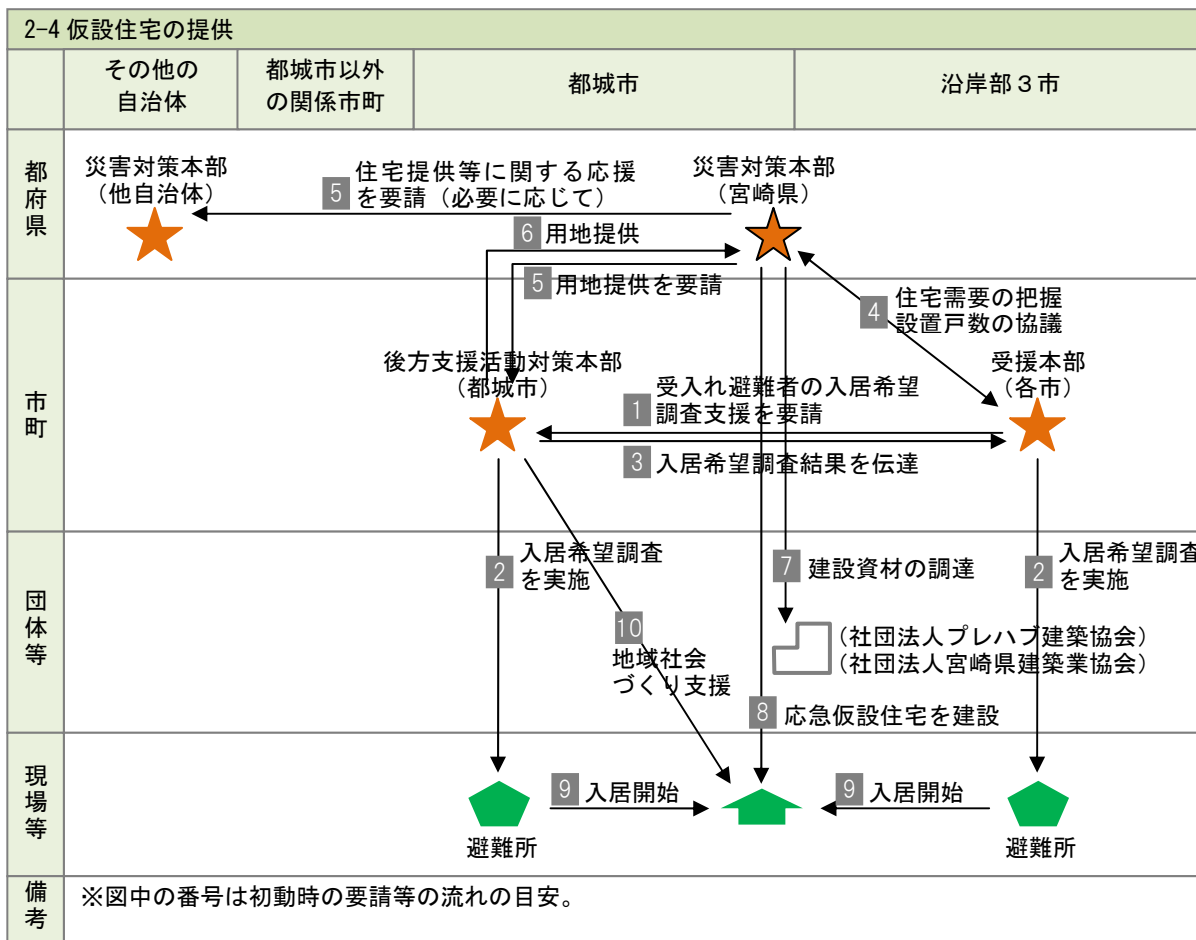 2-4 仮設住宅の提供
その他の
自治体
都城市以外
の関係市町
都城市
沿岸部３市
都府県
災害対策本部
（他自治体）
5 住宅提供等に関する応援
を要請（必要に応じて）
災害対策本部
（宮崎県）
6 用地提供
5 用地提供を要請
4 住宅需要の把握
設置戸数の協議
市町
後方支援活動対策本部
（都城市）
受援本部
（各市）
1 受入れ避難者の入居希望
調査支援を要請
3 入居希望調査結果を伝達
団体等
2 入居希望調査
を実施
7 建設資材の調達
2 入居希望調査
を実施
10
地域社会
づくり支援
（社団法人プレハブ建築協会）
（社団法人宮崎県建築業協会）
8 応急仮設住宅を建設
現場等
9 入居開始
9 入居開始
避難所
避難所
備考
※図中の番号は初動時の要請等の流れの目安。